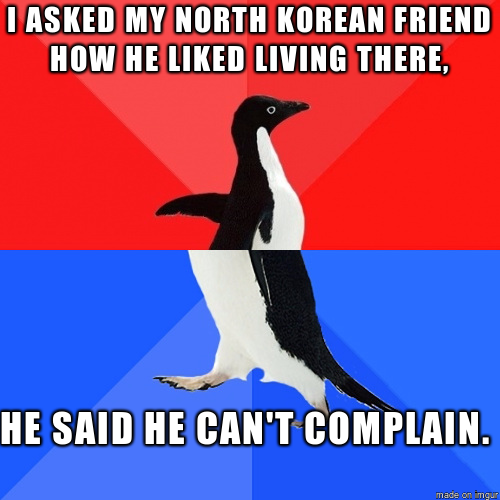 I ASKED MY NORTH KOREAN FRIEND
HOW HE LIKED LIVING THERE,
HE SAID HE CAN'T COMPLAIN.
made on imgur